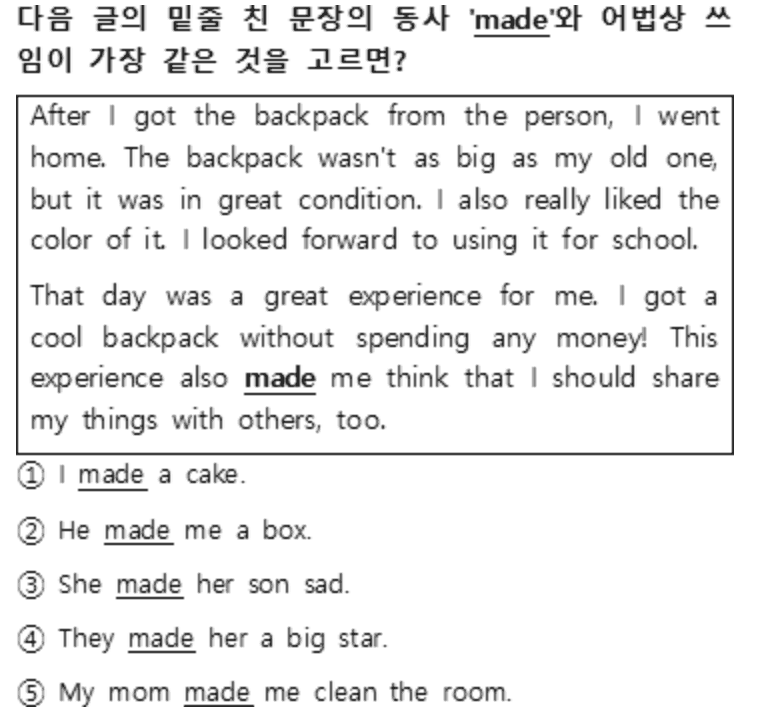 다음 글의 밑줄 친 문장의 동사 'made'와 어법상 쓰
임이 가장 같은 것을 고르면?
After I got the backpack from the person, I went
home. The backpack wasn't as big as my old one,
but it was in great condition. I also really liked the
color of it. I looked forward to using it for school.
That day was a great experience for me. I got a
cool backpack without spending any money! This
experience also made me think that I should share
my things with others, too.
① I made a cake.
② He made me a box.
③ She made her son sad.
④ They made her a big star.
⑤ My mom made me clean the room.